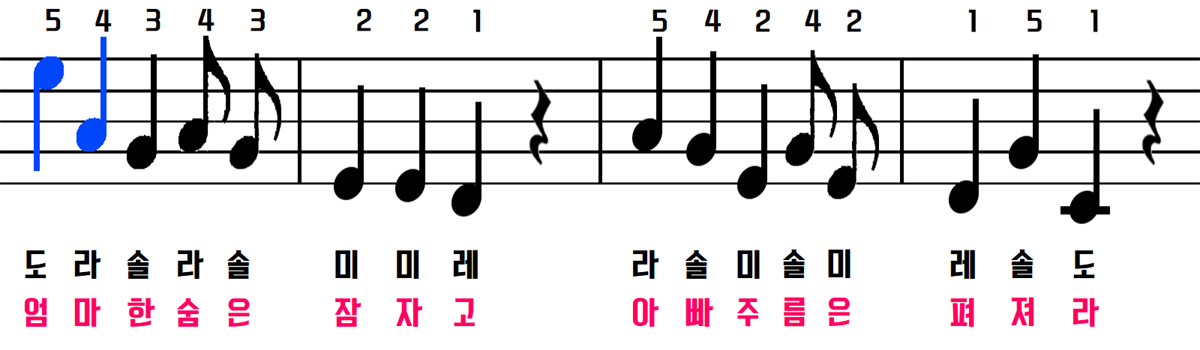 5 4 3 4 3 2 2 1 5 4 2 4 2 1 5 1
도 라 솔 라 솔 미 미 레 라 솔 미 솔 미 레 솔 도
엄 마 한 숨 은 잠 자 고 아 빠 주 름 은 펴 져 라